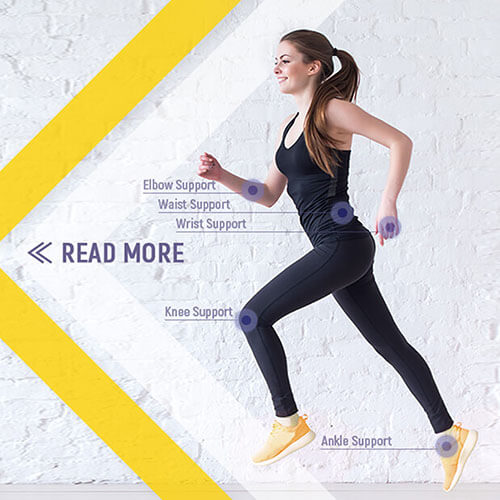 Elbow Support
Waist Support
Wrist Support
« READ MORE
Knee Support
Ankle Support